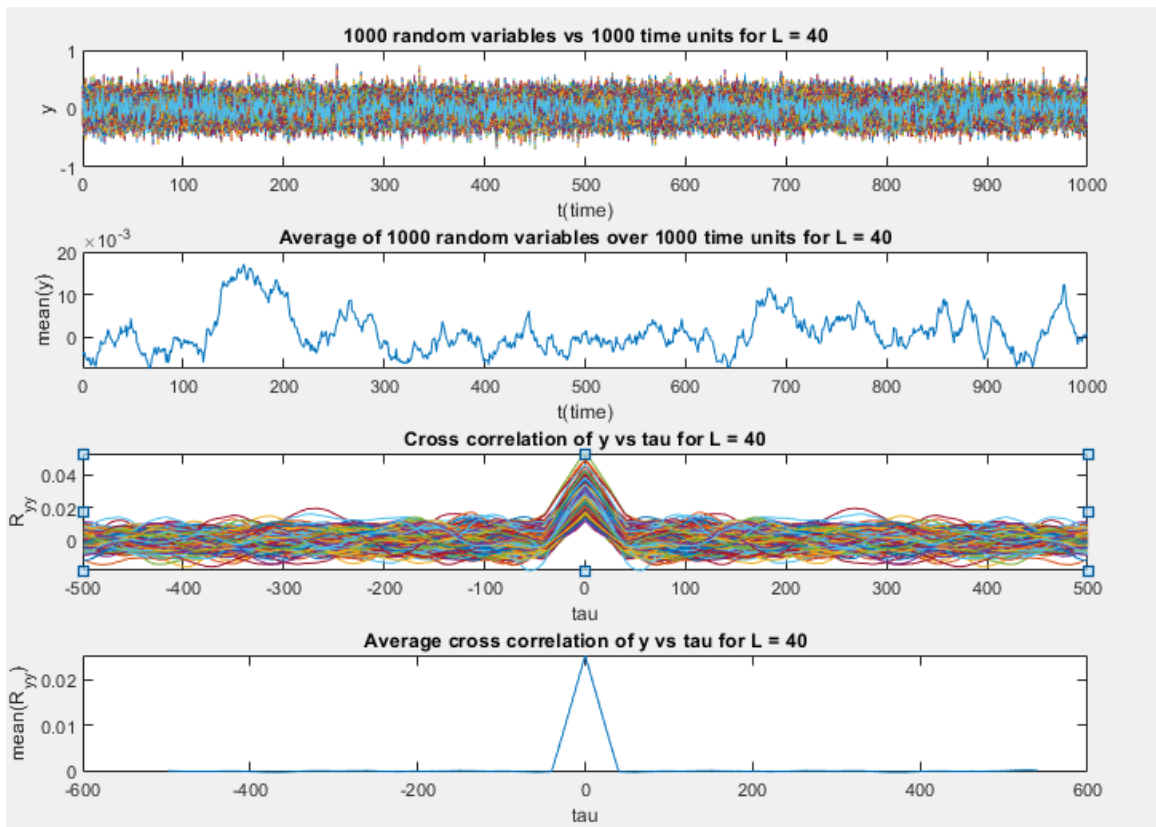 1000 random variables vs 1000 time units for L = 40
1
0
-1
y
0 100 200 300 400 500 600 700 800 900 1000
t(time)
Average of 1000 random variables over 1000 time units for L = 40
×10⁻³
20
10
0
mean(y)
0 100 200 300 400 500 600 700 800 900 1000
t(time)
Cross correlation of y vs tau for L = 40
0.04
0.02
0
R_yy
-500 -400 -300 -200 -100 0 100 200 300 400 500
tau
Average cross correlation of y vs tau for L = 40
0.02
0.01
0
mean(R_yy)
-600 -400 -200 0 200 400 600
tau